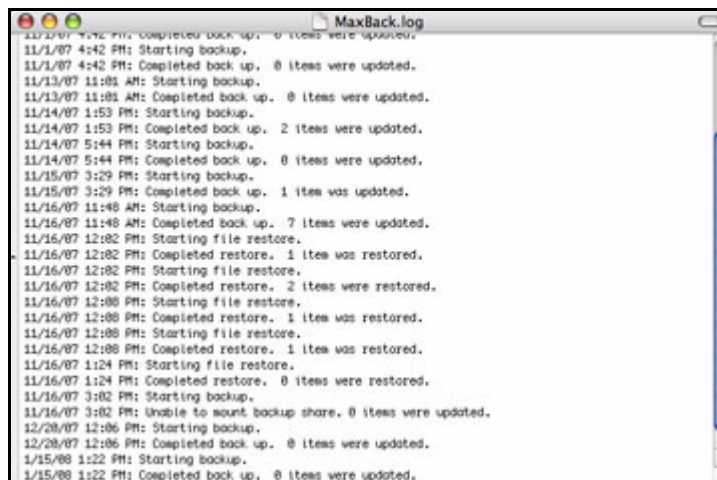 MaxBack.log
11/1/07 4:42 PM: Completed back up.  0 items were updated.
11/1/07 4:42 PM: Starting backup.
11/1/07 4:42 PM: Completed back up.  0 items were updated.
11/13/07 11:01 AM: Starting backup.
11/13/07 11:01 AM: Completed back up.  0 items were updated.
11/14/07 1:53 PM: Starting backup.
11/14/07 1:53 PM: Completed back up.  2 items were updated.
11/14/07 5:44 PM: Starting backup.
11/14/07 5:44 PM: Completed back up.  0 items were updated.
11/15/07 3:29 PM: Starting backup.
11/15/07 3:29 PM: Completed back up.  1 item was updated.
11/16/07 11:48 AM: Starting backup.
11/16/07 11:48 AM: Completed back up.  7 items were updated.
11/16/07 12:02 PM: Starting file restore.
11/16/07 12:02 PM: Completed restore.  1 item was restored.
11/16/07 12:02 PM: Starting file restore.
11/16/07 12:02 PM: Completed restore.  2 items were restored.
11/16/07 12:08 PM: Starting file restore.
11/16/07 12:08 PM: Completed restore.  1 item was restored.
11/16/07 12:08 PM: Starting file restore.
11/16/07 12:08 PM: Completed restore.  1 item was restored.
11/16/07 1:24 PM: Starting file restore.
11/16/07 1:24 PM: Completed restore.  0 items were restored.
11/16/07 3:02 PM: Starting backup.
11/16/07 3:02 PM: Unable to mount backup share. 0 items were updated.
12/20/07 12:06 PM: Starting backup.
12/20/07 12:06 PM: Completed back up.  0 items were updated.
1/15/08 1:22 PM: Starting backup.
1/15/08 1:22 PM: Completed back up.  0 items were updated.